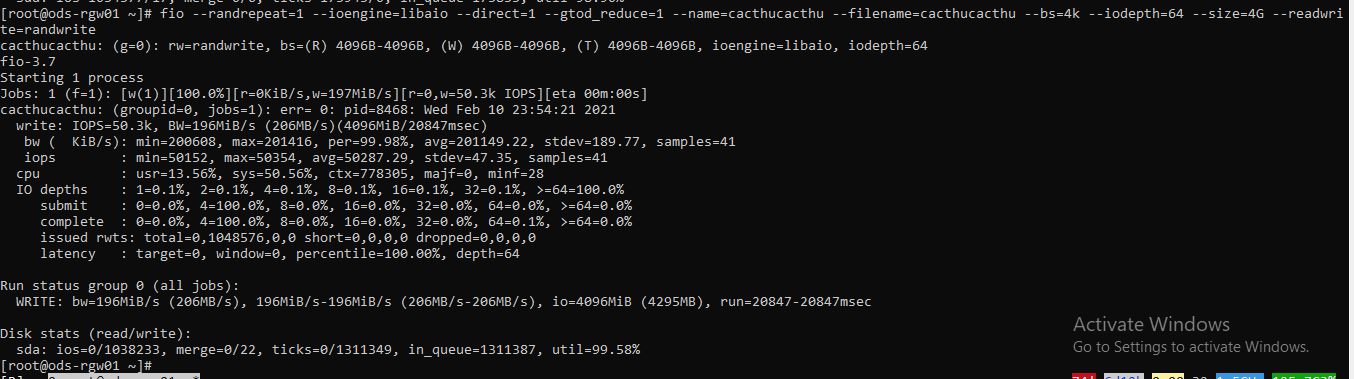 [root@ods-rgw01 ~]# fio --randrepeat=1 --ioengine=libaio --direct=1 --gtod_reduce=1 --name=cacthucacthu --filename=cacthucacthu --bs=4k --iodepth=64 --size=4G --readwri
te=randwrite
cacthucacthu: (g=0): rw=randwrite, bs=(R) 4096B-4096B, (W) 4096B-4096B, (T) 4096B-4096B, ioengine=libaio, iodepth=64
fio-3.7
Starting 1 process
Jobs: 1 (f=1): [w(1)][100.0%][r=0KiB/s,w=197MiB/s][r=0,w=50.3k IOPS][eta 00m:00s]
cacthucacthu: (groupid=0, jobs=1): err= 0: pid=8468: Wed Feb 10 23:54:21 2021
  write: IOPS=50.3k, BW=196MiB/s (206MB/s)(4096MiB/20847msec)
   bw (  KiB/s): min=200608, max=201416, per=99.98%, avg=201149.22, stdev=189.77, samples=41
   iops        : min=50152, max=50354, avg=50287.29, stdev=47.35, samples=41
  cpu          : usr=13.56%, sys=50.56%, ctx=778305, majf=0, minf=28
  IO depths    : 1=0.1%, 2=0.1%, 4=0.1%, 8=0.1%, 16=0.1%, 32=0.1%, >=64=100.0%
     submit    : 0=0.0%, 4=100.0%, 8=0.0%, 16=0.0%, 32=0.0%, 64=0.0%, >=64=0.0%
     complete  : 0=0.0%, 4=100.0%, 8=0.0%, 16=0.0%, 32=0.0%, 64=0.1%, >=64=0.0%
     issued rwts: total=0,1048576,0,0 short=0,0,0,0 dropped=0,0,0,0
     latency   : target=0, window=0, percentile=100.00%, depth=64
Run status group 0 (all jobs):
  WRITE: bw=196MiB/s (206MB/s), 196MiB/s-196MiB/s (206MB/s-206MB/s), io=4096MiB (4295MB), run=20847-20847msec
Disk stats (read/write):
  sda: ios=0/1038233, merge=0/22, ticks=0/1311349, in_queue=1311387, util=99.58%
[root@ods-rgw01 ~]#
Activate Windows
Go to Settings to activate Windows.